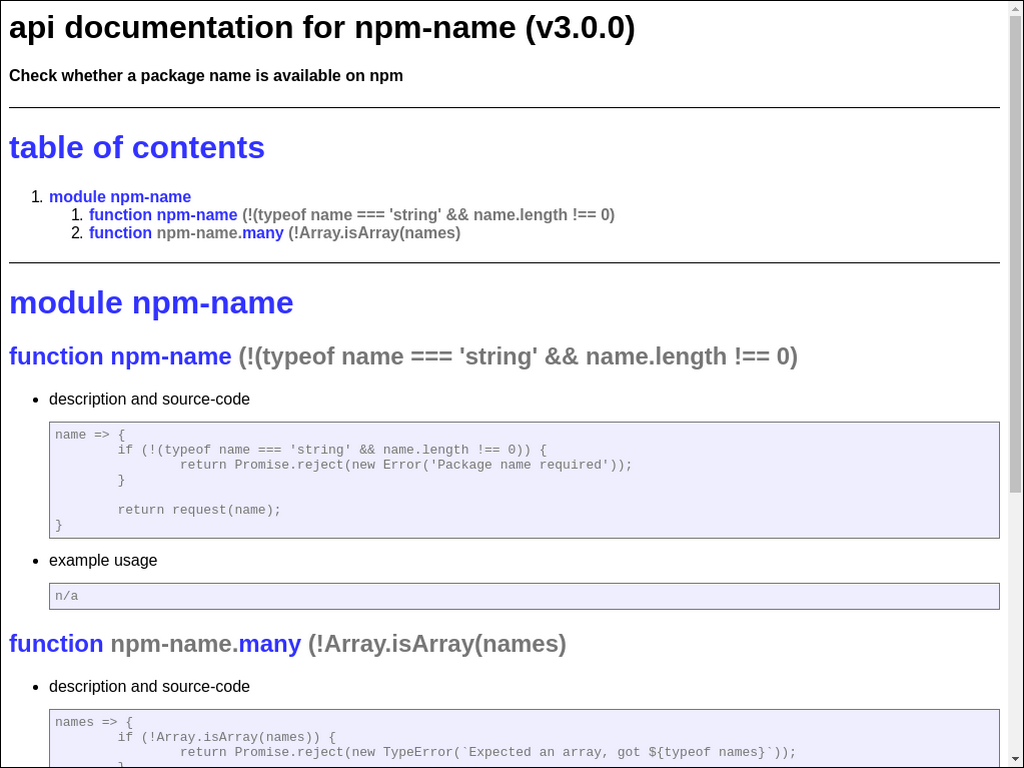 api documentation for npm-name (v3.0.0)
Check whether a package name is available on npm
table of contents
1. module npm-name
1. function npm-name (!(typeof name === 'string' && name.length !== 0)
2. function npm-name.many (!Array.isArray(names)
module npm-name
function npm-name (!(typeof name === 'string' && name.length !== 0)
• description and source-code
name => {
        if (!(typeof name === 'string' && name.length !== 0)) {
                return Promise.reject(new Error('Package name required'));
        }
        return request(name);
}
• example usage
n/a
function npm-name.many (!Array.isArray(names)
• description and source-code
names => {
        if (!Array.isArray(names)) {
                return Promise.reject(new TypeError(`Expected an array, got ${typeof names}`));
        }